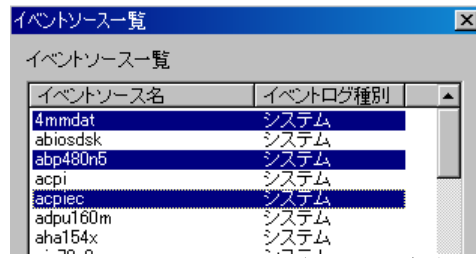 イベントソース一覧
イベントソース一覧
イベントソース名 イベントログ種別
4mmdat システム
abiosdsk システム
abp480n5 システム
acpi システム
acpiec システム
adpu160m システム
aha154x システム